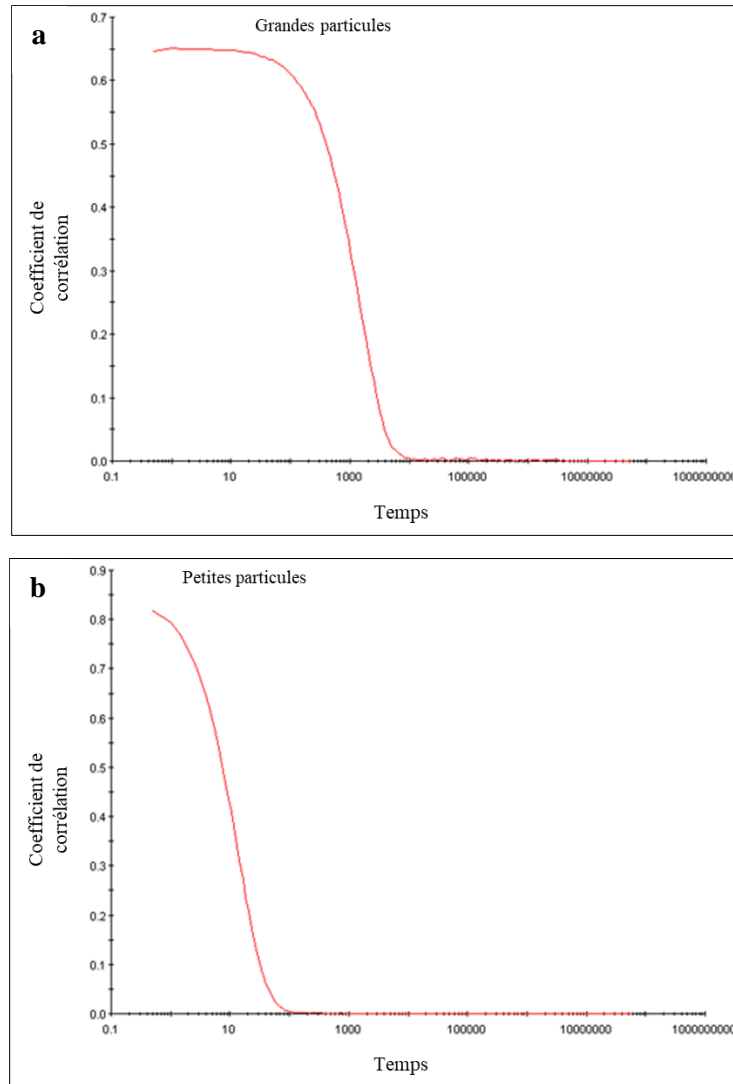 a
Grandes particules
0.7
0.6
0.5
0.4
0.3
0.2
0.1
0.0
Coefficient de
corrélation
0.1 10 1000 100000 10000000 1000000000
Temps
b
Petites particules
0.9
0.8
0.7
0.6
0.5
0.4
0.3
0.2
0.1
0.0
Coefficient de
corrélation
0.1 10 1000 100000 10000000 1000000000
Temps